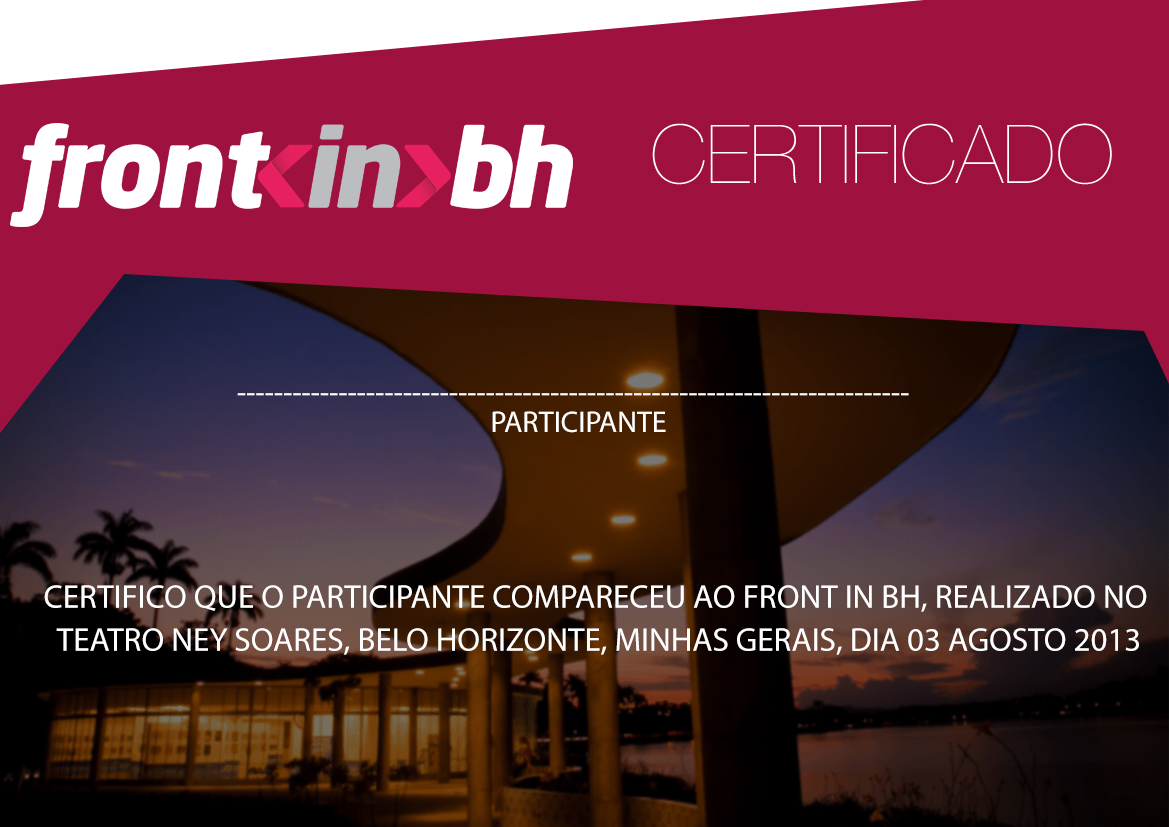 front<in>bh CERTIFICADO
--------------------------------------------------------------------------
PARTICIPANTE
CERTIFICO QUE O PARTICIPANTE COMPARECEU AO FRONT IN BH, REALIZADO NO
TEATRO NEY SOARES, BELO HORIZONTE, MINHAS GERAIS, DIA 03 AGOSTO 2013